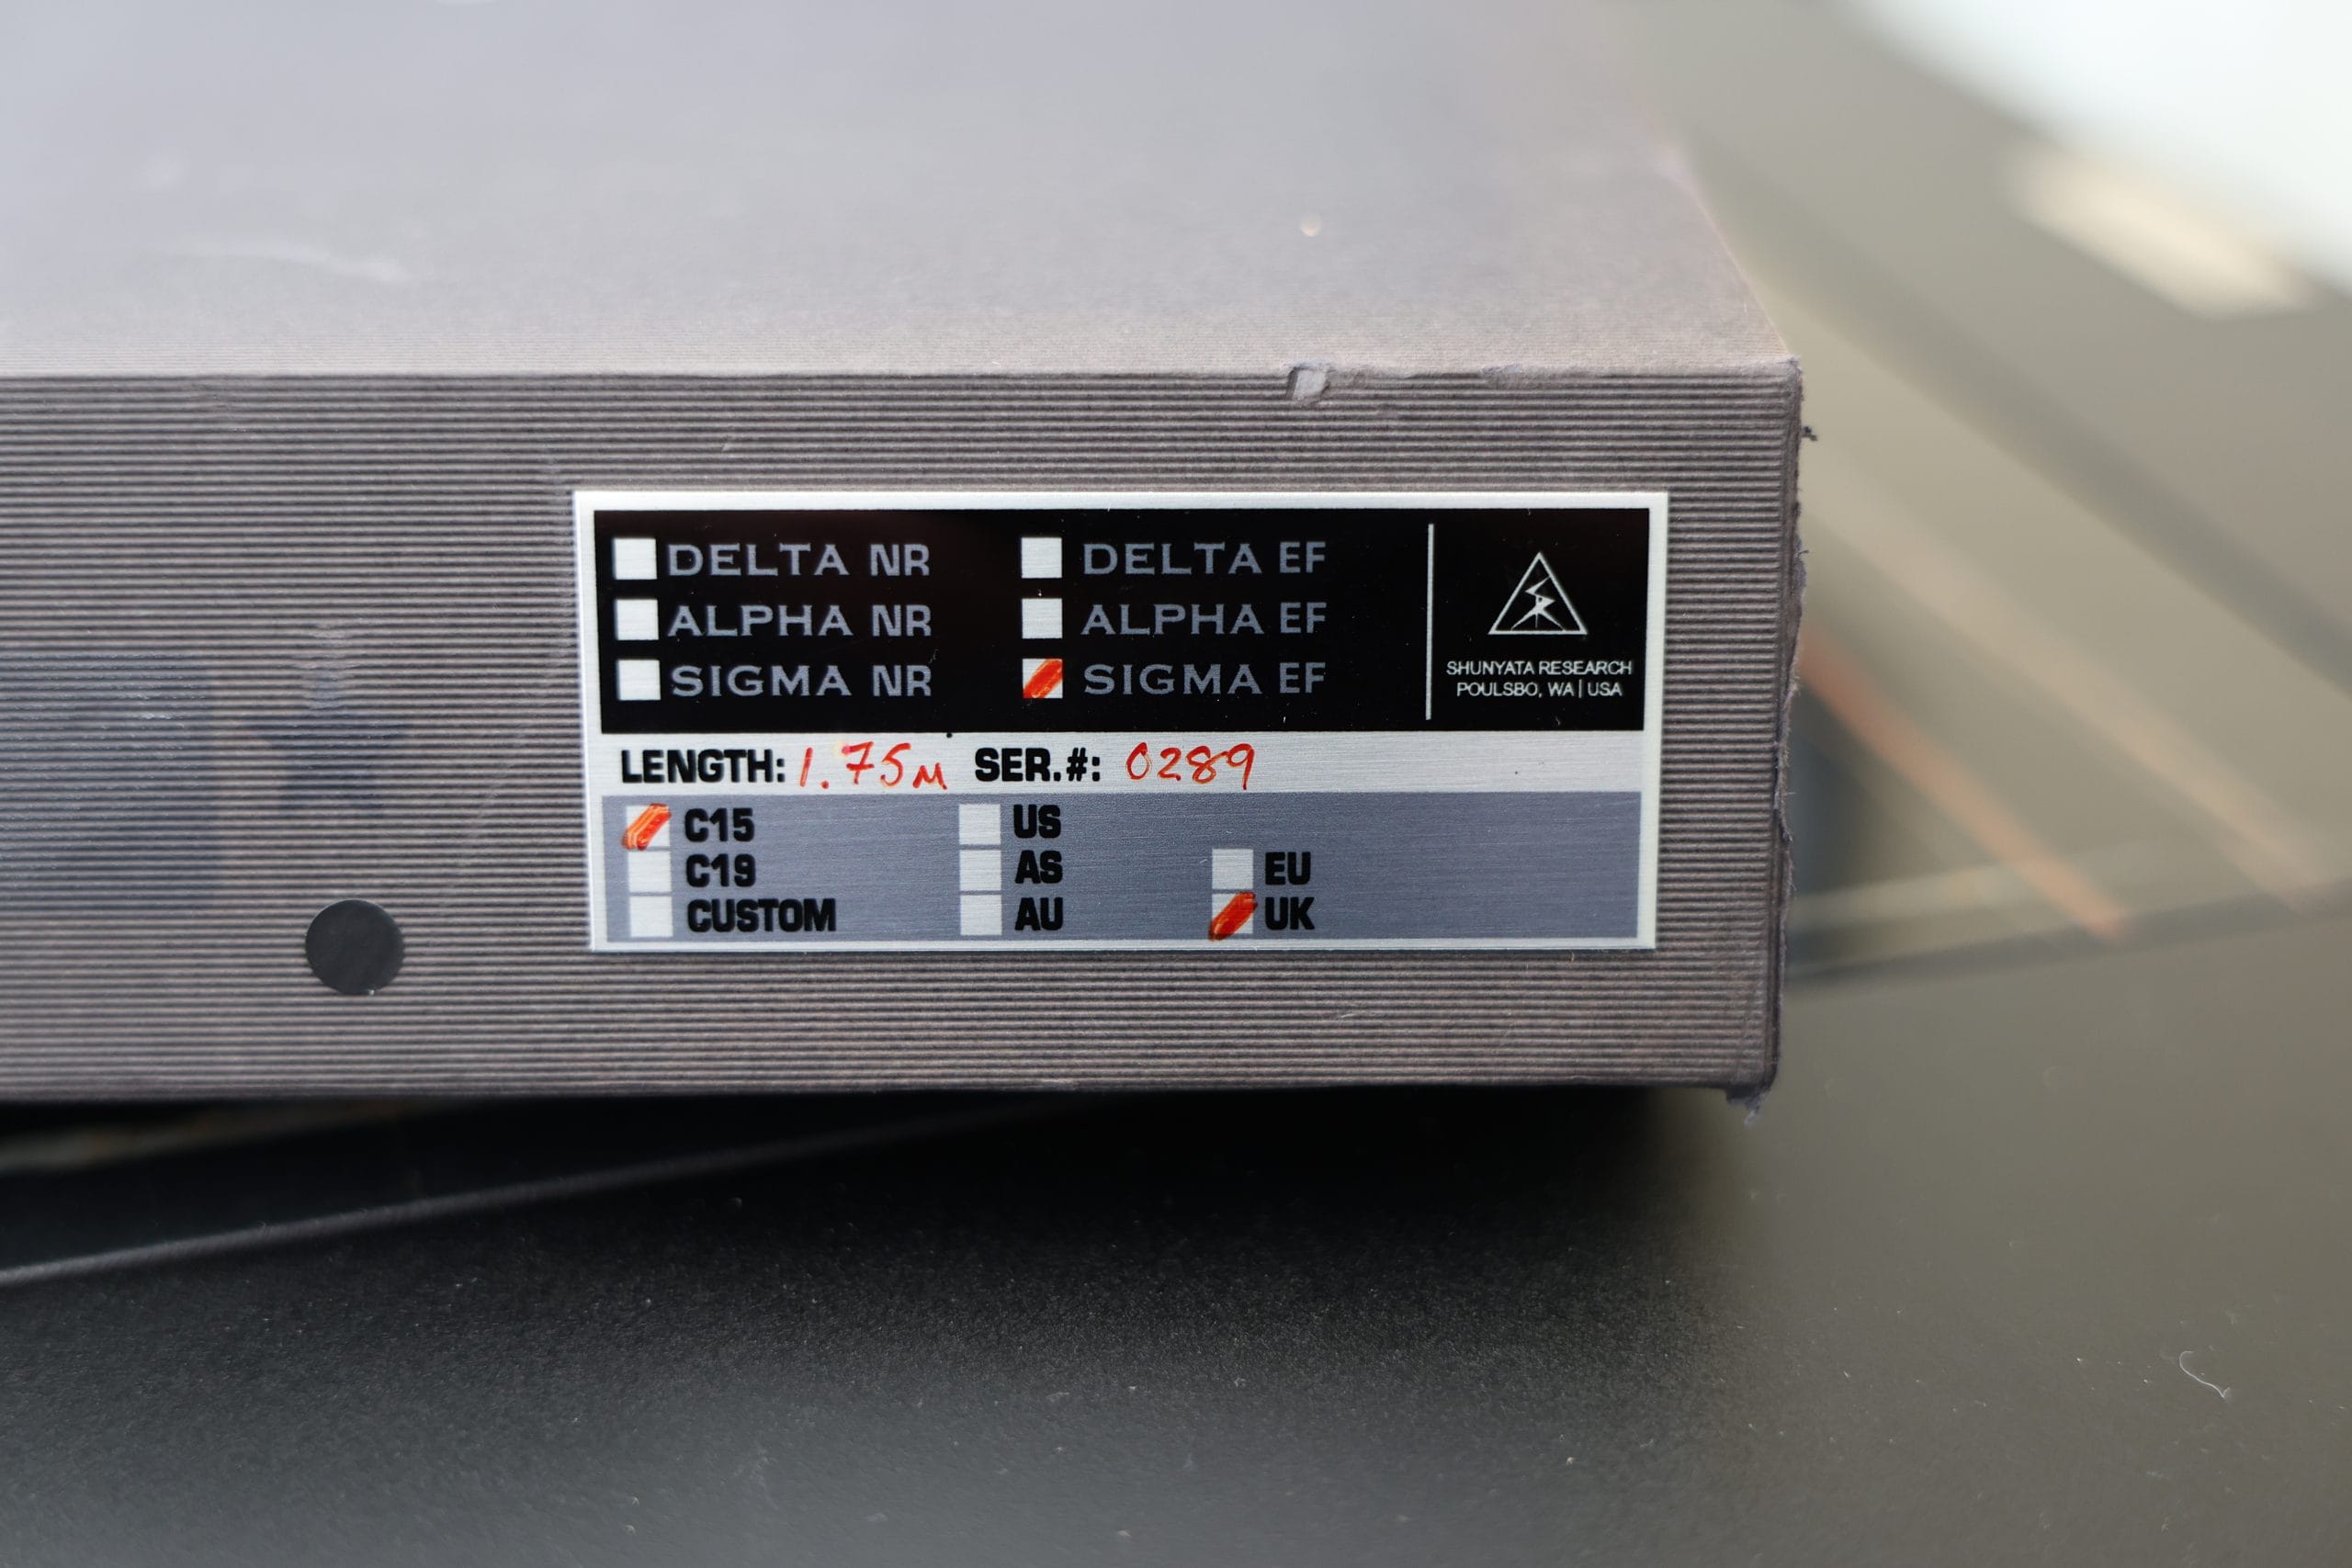 DELTA NR DELTA EF
ALPHA NR ALPHA EF
SIGMA NR SIGMA EF
SHUNYATA RESEARCH
POULSBO, WA | USA
LENGTH: 1.75M SER.#: 0289
C15 US
C19 AS EU
CUSTOM AU UK